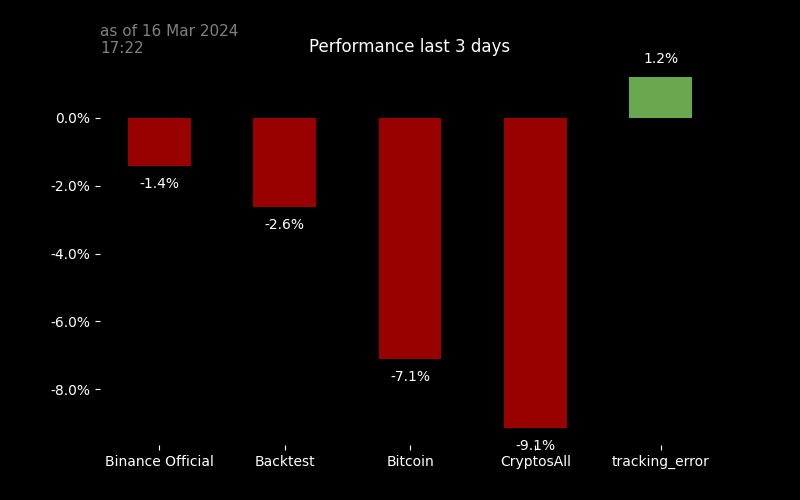 as of 16 Mar 2024
17:22
Performance last 3 days
1.2%
0.0%
-2.0%
-4.0%
-6.0%
-8.0%
-1.4%
-2.6%
-7.1%
-9.1%
Binance Official
Backtest
Bitcoin
CryptosAll
tracking_error